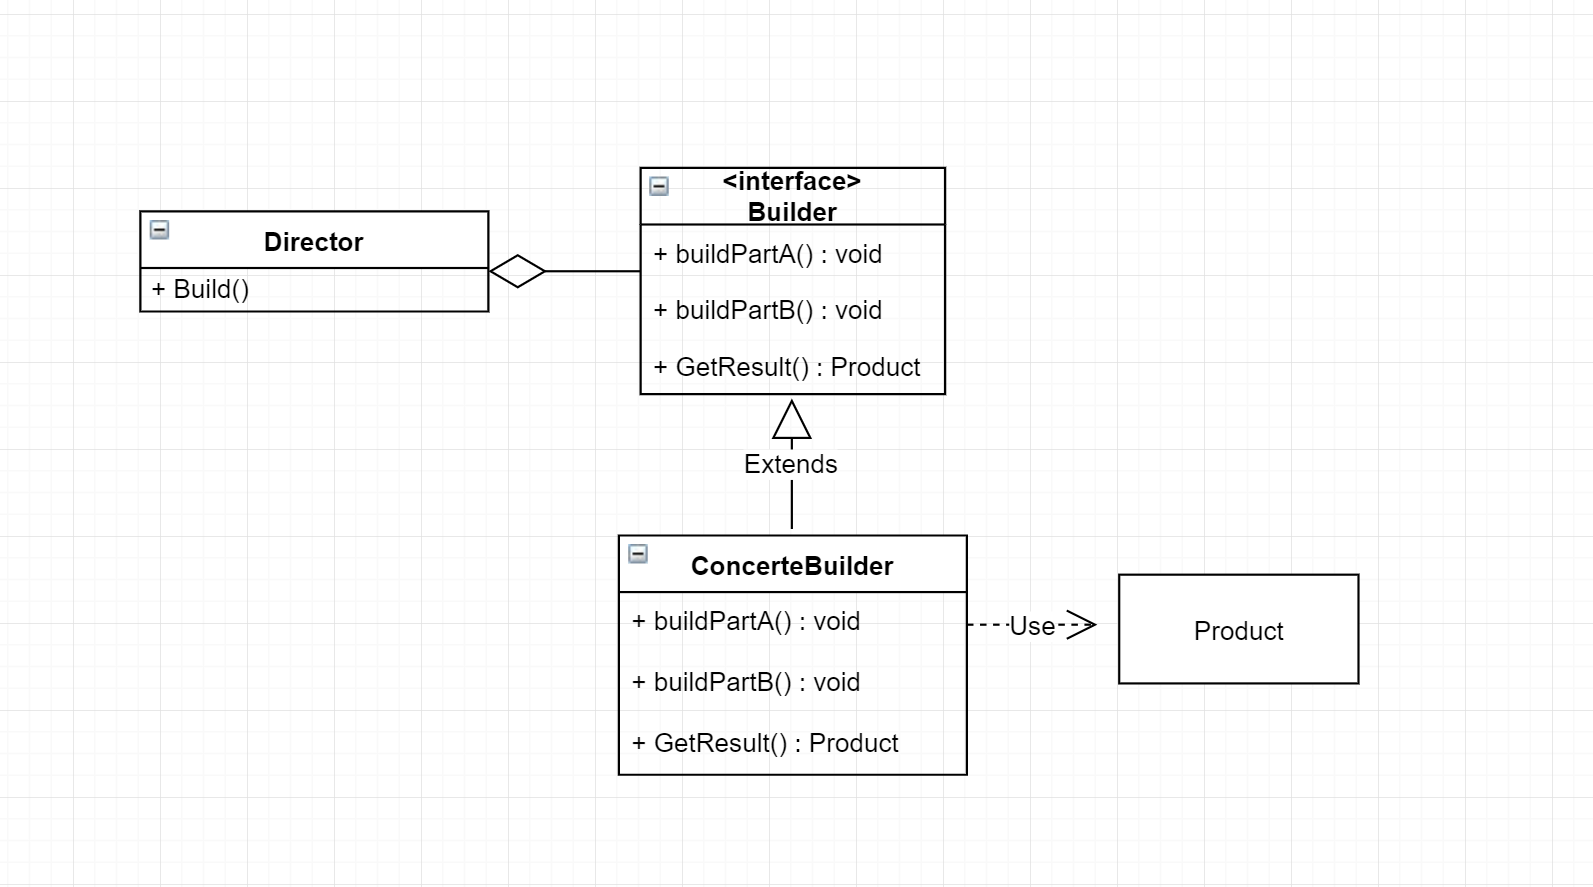 Director
+ Build()
<interface>
Builder
+ buildPartA() : void
+ buildPartB() : void
+ GetResult() : Product
Extends
ConcerteBuilder
+ buildPartA() : void
+ buildPartB() : void
+ GetResult() : Product
Use
Product